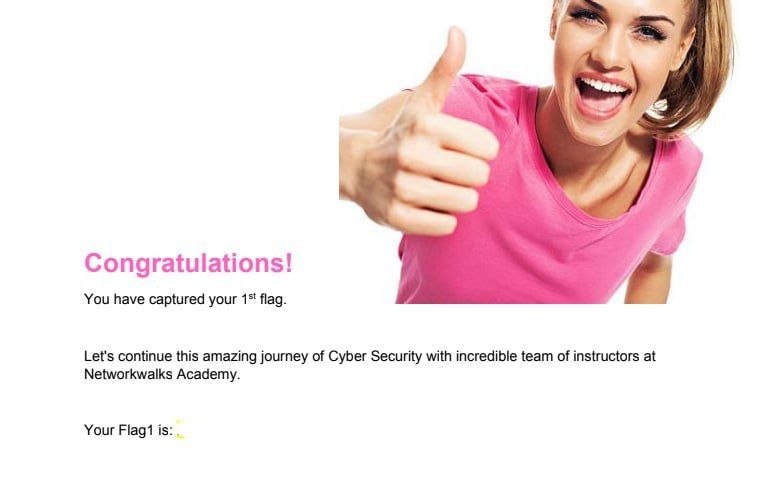 Congratulations!
You have captured your 1st flag.
Let's continue this amazing journey of Cyber Security with incredible team of instructors at
Networkwalks Academy.
Your Flag1 is: